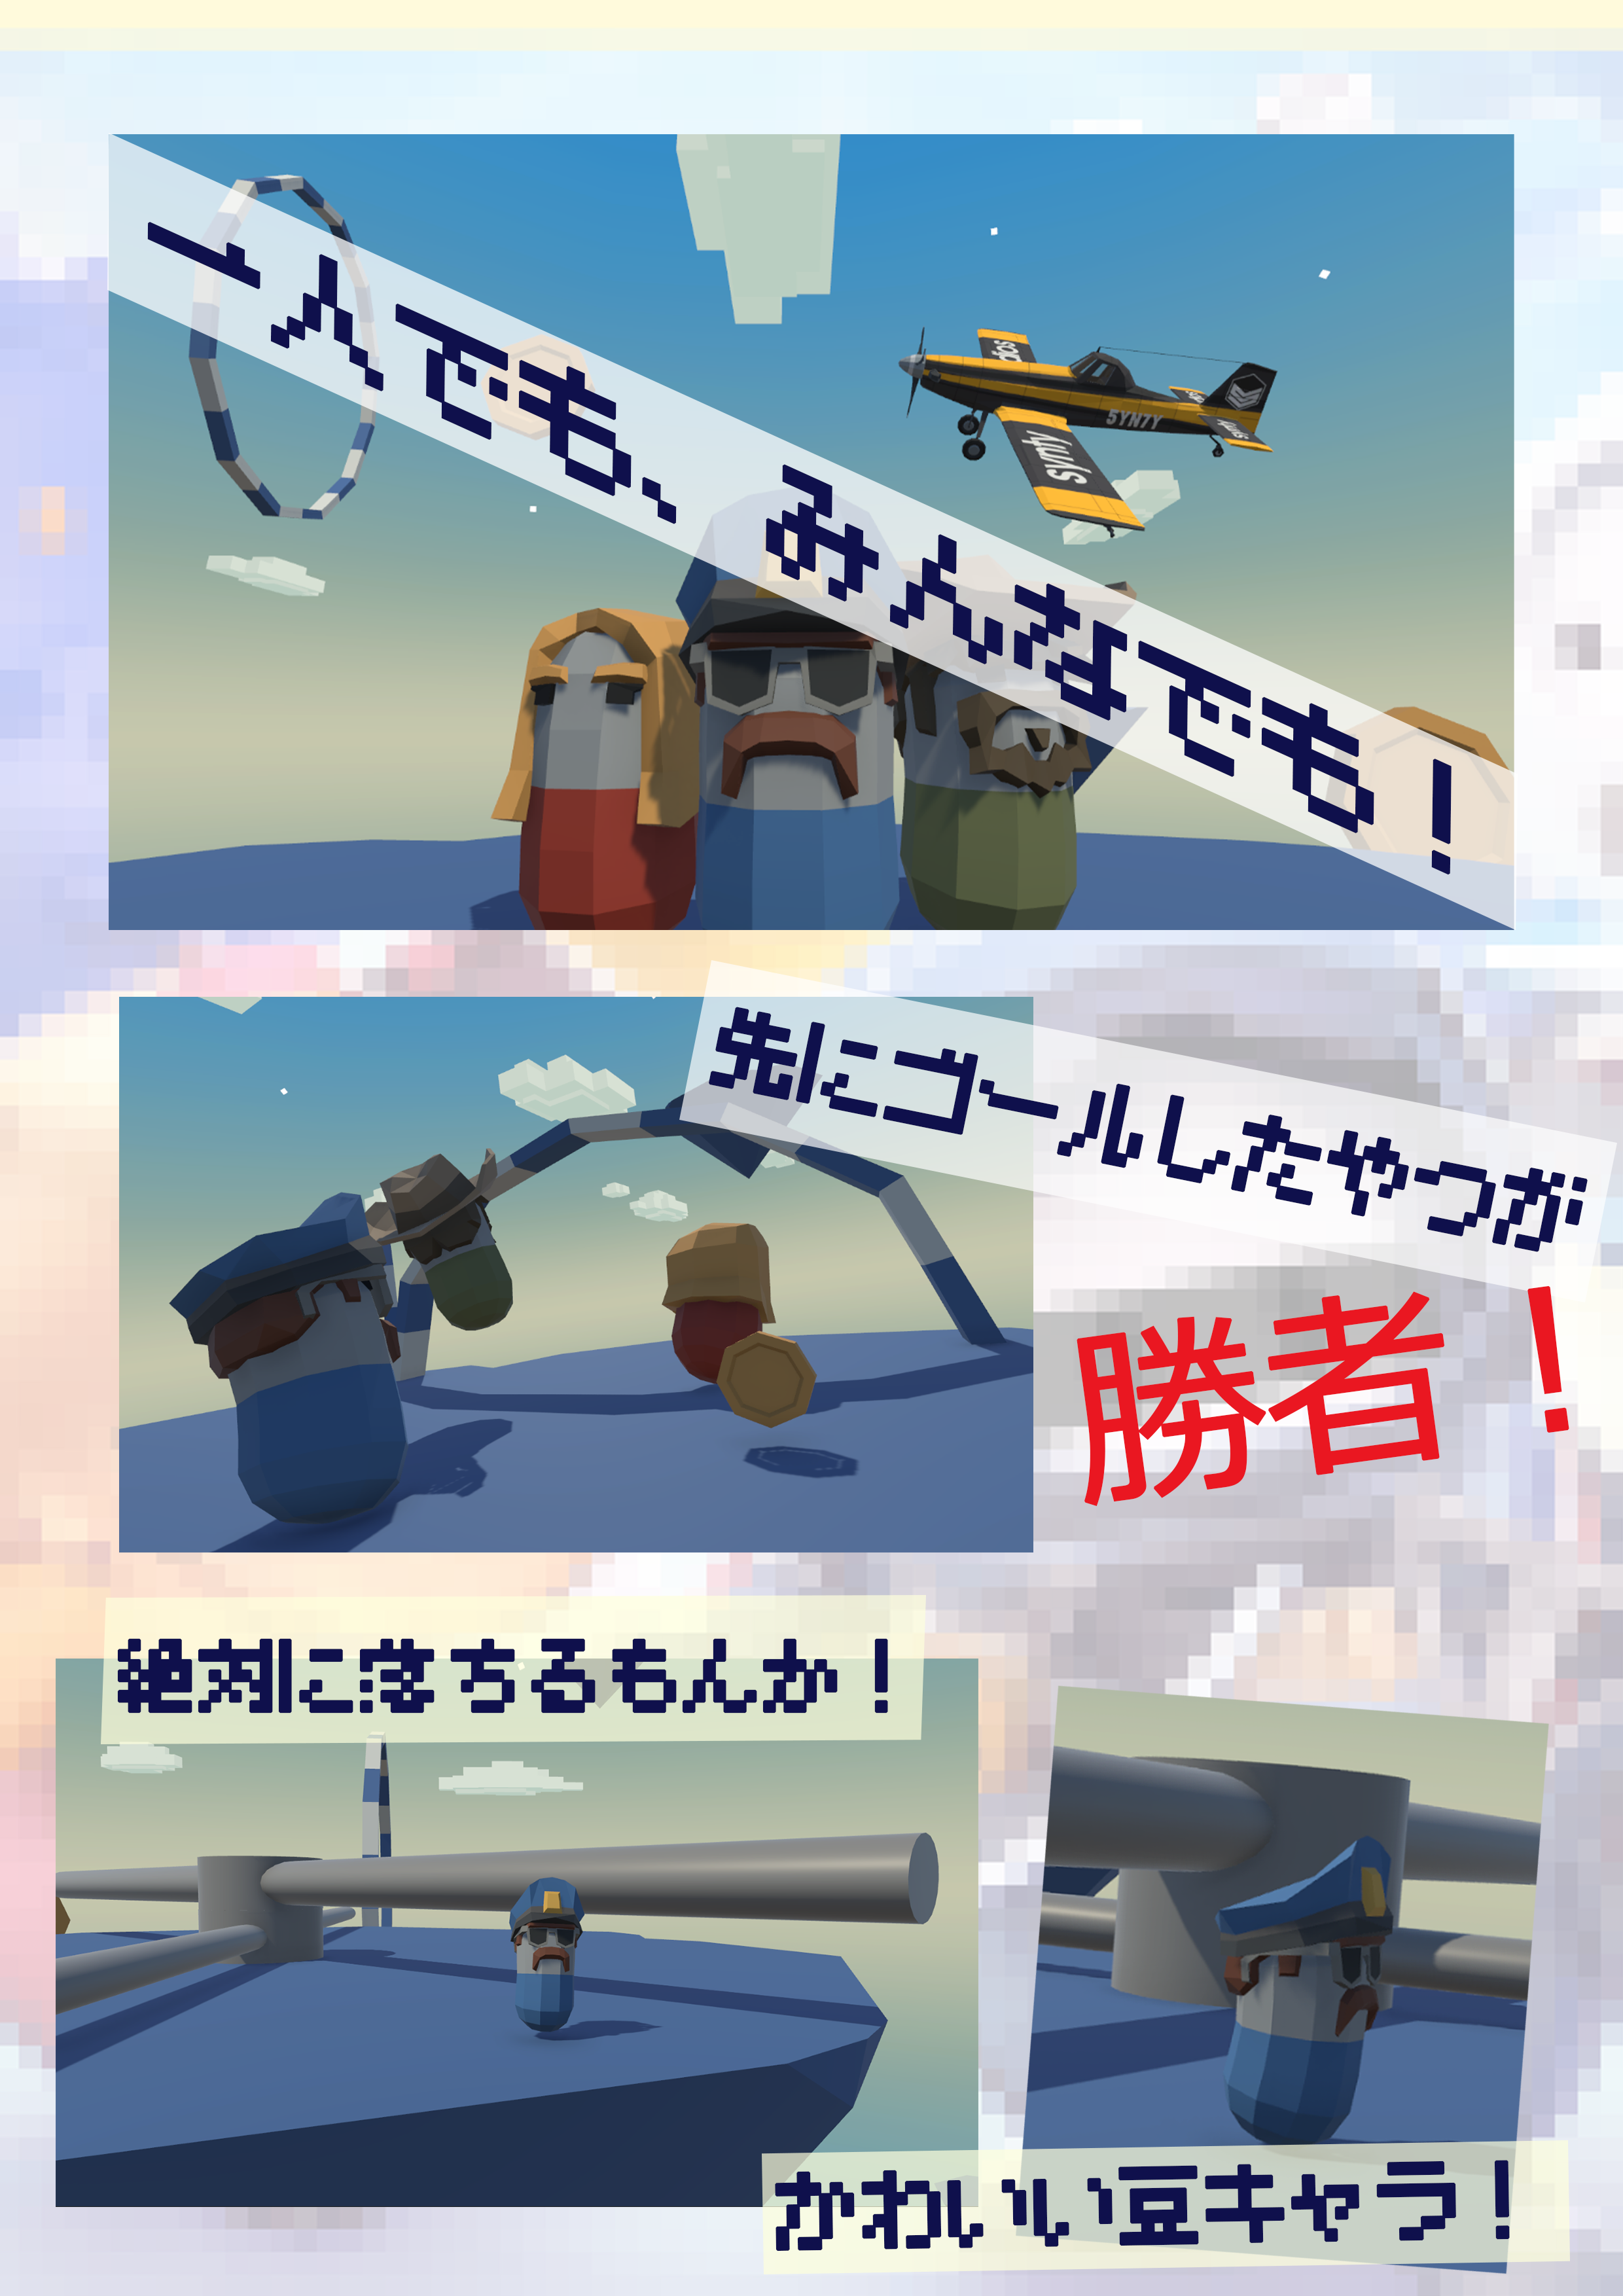 一人でも、みんなでも！
5YN7Y
Synty
先にゴールしたやつが
勝者！
絶対に落ちるもんか！
かわいい豆キャラ！